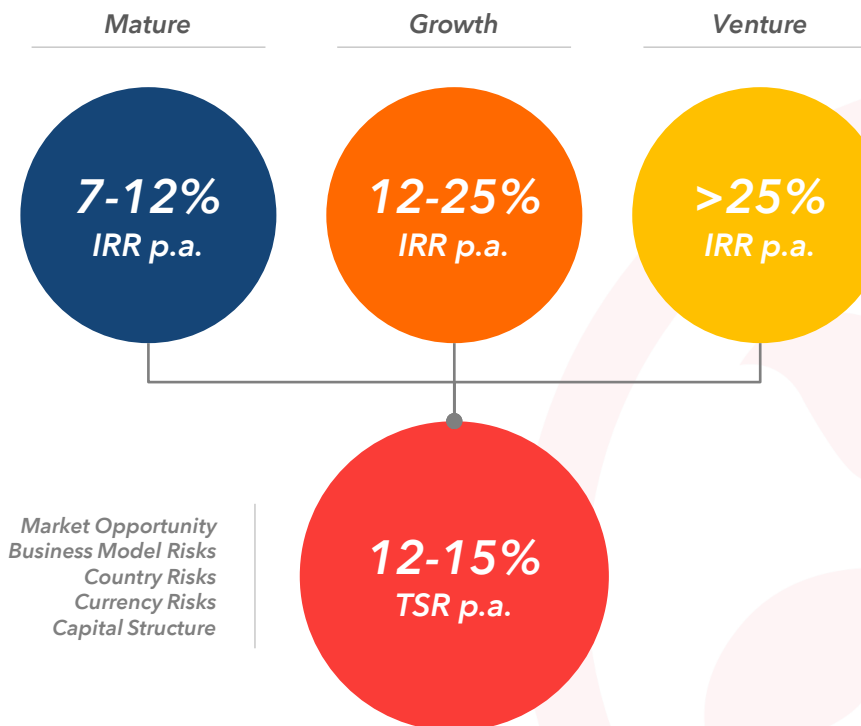 Mature
Growth
Venture
7-12%
IRR p.a.
12-25%
IRR p.a.
>25%
IRR p.a.
Market Opportunity
Business Model Risks
Country Risks
Currency Risks
Capital Structure
12-15%
TSR p.a.